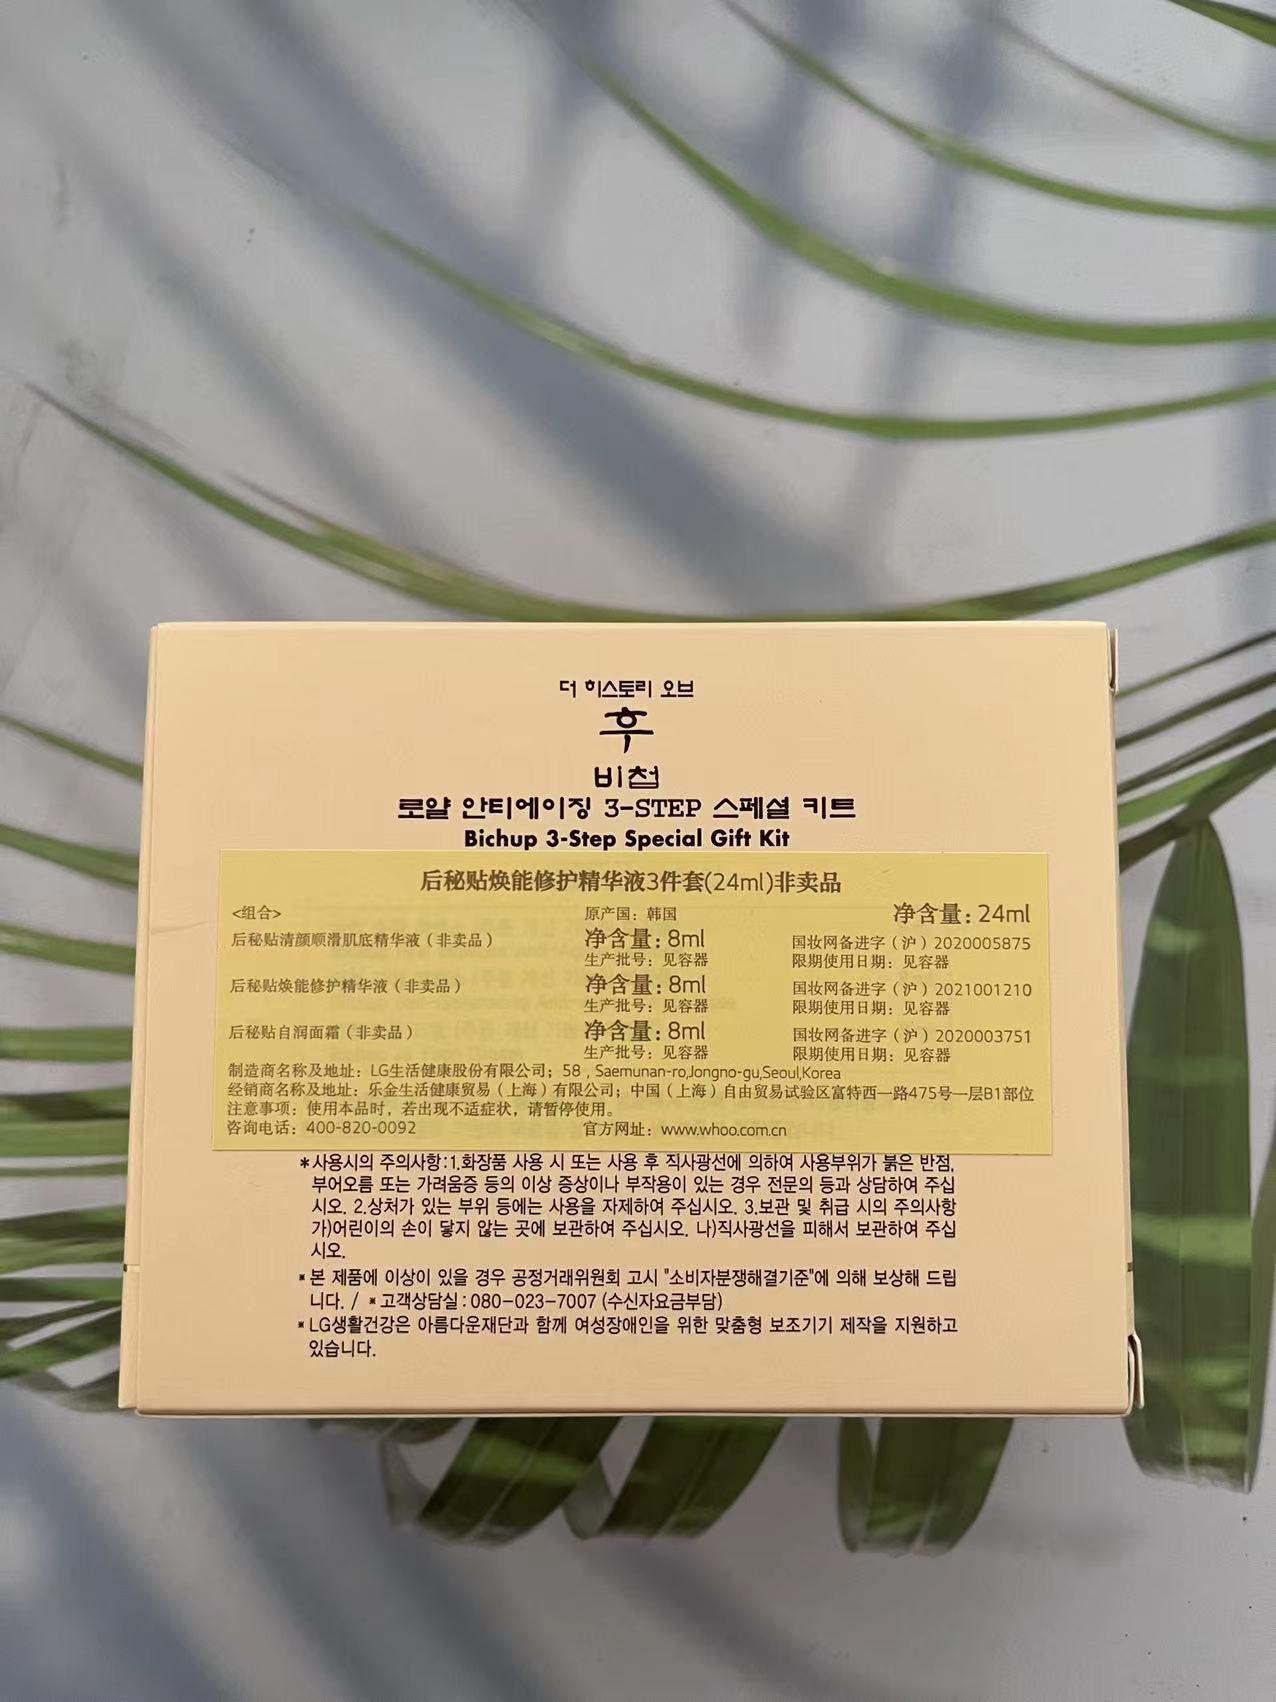 더 히스토리 오브
후
비첩
로얄 안티에이징 3-STEP 스페셜 키트
Bichup 3-Step Special Gift Kit
后秘贴焕能修护精华液3件套(24ml)非卖品
<组合> 原产国：韩国 净含量：24ml
后秘贴清颜顺滑肌底精华液（非卖品） 净含量：8ml 国妆网备进字（沪）2020005875
生产批号：见容器 限期使用日期：见容器
后秘贴焕能修护精华液（非卖品） 净含量：8ml 国妆网备进字（沪）2021001210
生产批号：见容器 限期使用日期：见容器
后秘贴自润面霜（非卖品） 净含量：8ml 国妆网备进字（沪）2020003751
生产批号：见容器 限期使用日期：见容器
制造商名称及地址：LG生活健康股份有限公司；58 , Saemunan-ro,Jongno-gu,Seoul,Korea
经销商名称及地址：乐金生活健康贸易（上海）有限公司；中国（上海）自由贸易试验区富特西一路475号一层B1部位
注意事项：使用本品时，若出现不适症状，请暂停使用。
咨询电话：400-820-0092 官方网址：www.whoo.com.cn
*사용시의 주의사항:1.화장품 사용 시 또는 사용 후 직사광선에 의하여 사용부위가 붉은 반점,
부어오름 또는 가려움증 등의 이상 증상이나 부작용이 있는 경우 전문의 등과 상담하여 주십
시오. 2.상처가 있는 부위 등에는 사용을 자제하여 주십시오. 3.보관 및 취급 시의 주의사항
가)어린이의 손이 닿지 않는 곳에 보관하여 주십시오. 나)직사광선을 피해서 보관하여 주십
시오.
*본 제품에 이상이 있을 경우 공정거래위원회 고시 "소비자분쟁해결기준"에 의해 보상해 드립
니다. / *고객상담실:080-023-7007 (수신자요금부담)
*LG생활건강은 아름다운재단과 함께 여성장애인을 위한 맞춤형 보조기기 제작을 지원하고
있습니다.